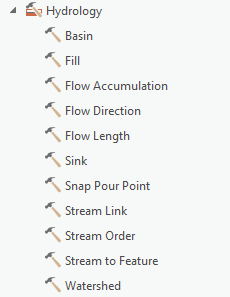 Hydrology
Basin
Fill
Flow Accumulation
Flow Direction
Flow Length
Sink
Snap Pour Point
Stream Link
Stream Order
Stream to Feature
Watershed